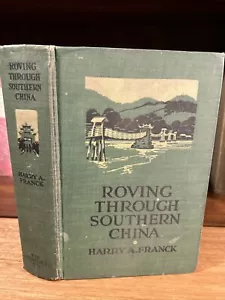 ROVING
THROUGH
SOUTHERN
CHINA
HARRY A.
FRANCK
ROVING
THROUGH
SOUTHERN
CHINA
HARRY A. FRANCK